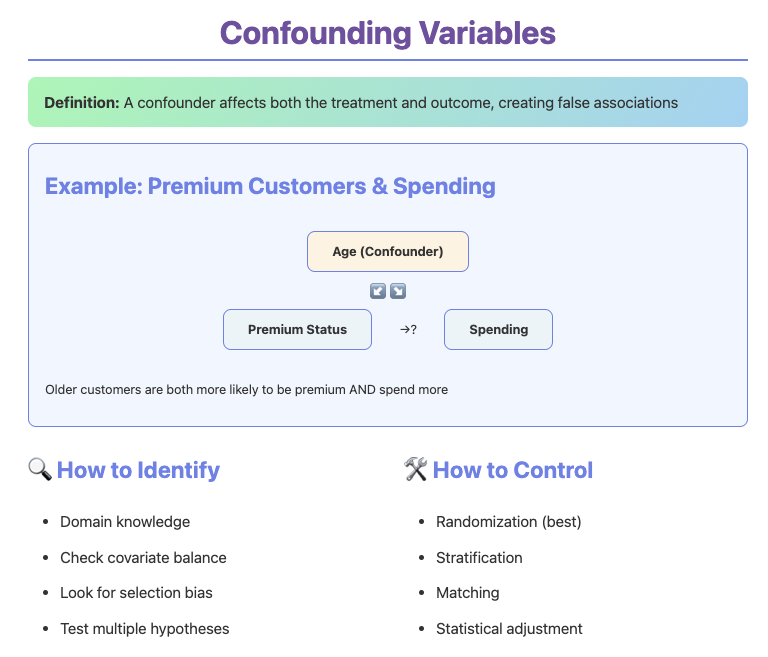 Confounding Variables
Definition: A confounder affects both the treatment and outcome, creating false associations
Example: Premium Customers & Spending
Age (Confounder)
↙️ ↘️
Premium Status →? Spending
Older customers are both more likely to be premium AND spend more
🔍 How to Identify
• Domain knowledge
• Check covariate balance
• Look for selection bias
• Test multiple hypotheses
🛠️ How to Control
• Randomization (best)
• Stratification
• Matching
• Statistical adjustment